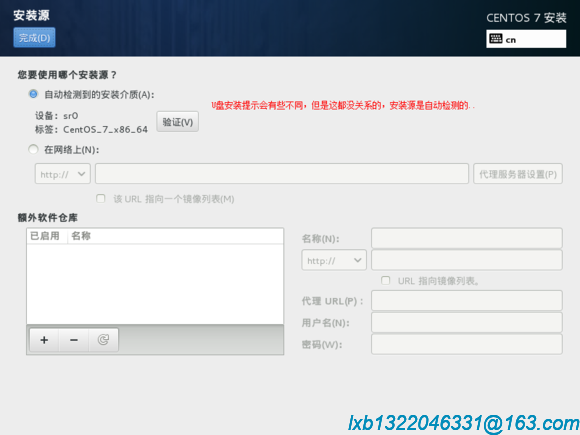 安装源
CENTOS 7 安装
完成(D)
cn
您要使用哪个安装源？
自动检测到的安装介质(A)：
U盘安装提示会有些不同，但是这都没关系的，安装源是自动检测的..
设备：sr0
标签：CentOS_7_x86_64
验证(V)
在网络上(N)：
http://
代理服务器设置(P)
该 URL 指向一个镜像列表(M)
额外软件仓库
已启用 名称
名称(N)：
http://
URL 指向镜像列表。
代理 URL(P)：
用户名(N)：
密码(W)：
lxb1322046331@163.com